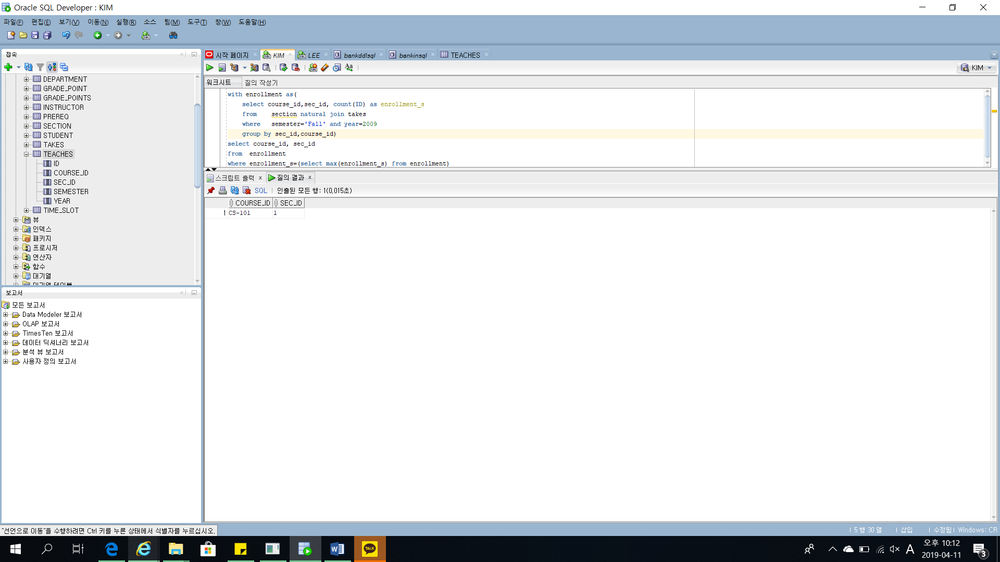 Oracle SQL Developer : KIM
파일(F) 편집(E) 보기(V) 이동(N) 실행(R) 소스 팀(M) 도구(T) 창(W) 도움말(H)
접속
DEPARTMENT
GRADE_POINT
GRADE_POINTS
INSTRUCTOR
PREREQ
SECTION
STUDENT
TAKES
TEACHES
ID
COURSE_ID
SEC_ID
SEMESTER
YEAR
TIME_SLOT
뷰
인덱스
패키지
프로시저
연산자
함수
대기열
대기열 테이블
보고서
모든 보고서
Data Modeler 보고서
OLAP 보고서
TimesTen 보고서
데이터 딕셔너리 보고서
분석 뷰 보고서
사용자 정의 보고서
시작 페이지 KIM LEE bankddlsql bankinsql TEACHES
KIM
워크시트 질의 작성기
with enrollment as(
select course_id,sec_id, count(ID) as enrollment_s
from section natural join takes
where semester='Fall' and year=2009
group by sec_id,course_id)
select course_id, sec_id
from enrollment
where enrollment_s=(select max(enrollment_s) from enrollment)
스크립트 출력 질의 결과
SQL 인출된 모든 행: 1(0,015초)
COURSE_ID SEC_ID
1 CS-101 1
"선언으로 이동"을 수행하려면 Ctrl 키를 누른 상태에서 식별자를 누르십시오.
5 행 30 열 삽입 수정됨 Windows: CR
TALK
A
오후 10:12
2019-04-11
3